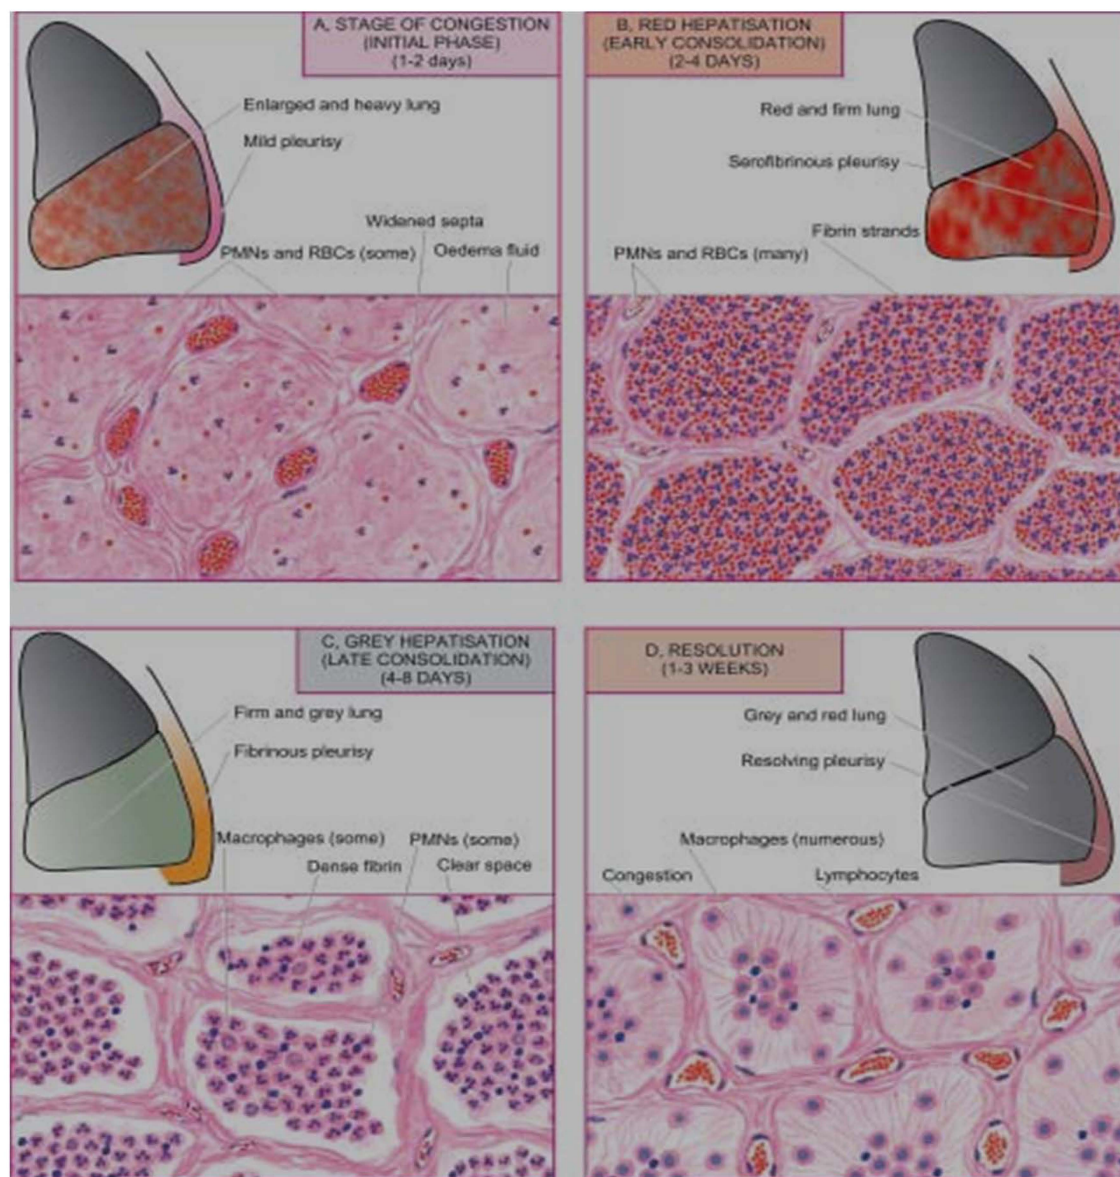 A, STAGE OF CONGESTION
(INITIAL PHASE)
(1-2 days)
Enlarged and heavy lung
Mild pleurisy
Widened septa
PMNs and RBCs (some)
Oedema fluid
B, RED HEPATISATION
(EARLY CONSOLIDATION)
(2-4 DAYS)
Red and firm lung
Serofibrinous pleurisy
Fibrin strands
PMNs and RBCs (many)
C, GREY HEPATISATION
(LATE CONSOLIDATION)
(4-8 DAYS)
Firm and grey lung
Fibrinous pleurisy
Macrophages (some)
PMNs (some)
Dense fibrin
Clear space
D, RESOLUTION
(1-3 WEEKS)
Grey and red lung
Resolving pleurisy
Macrophages (numerous)
Congestion
Lymphocytes